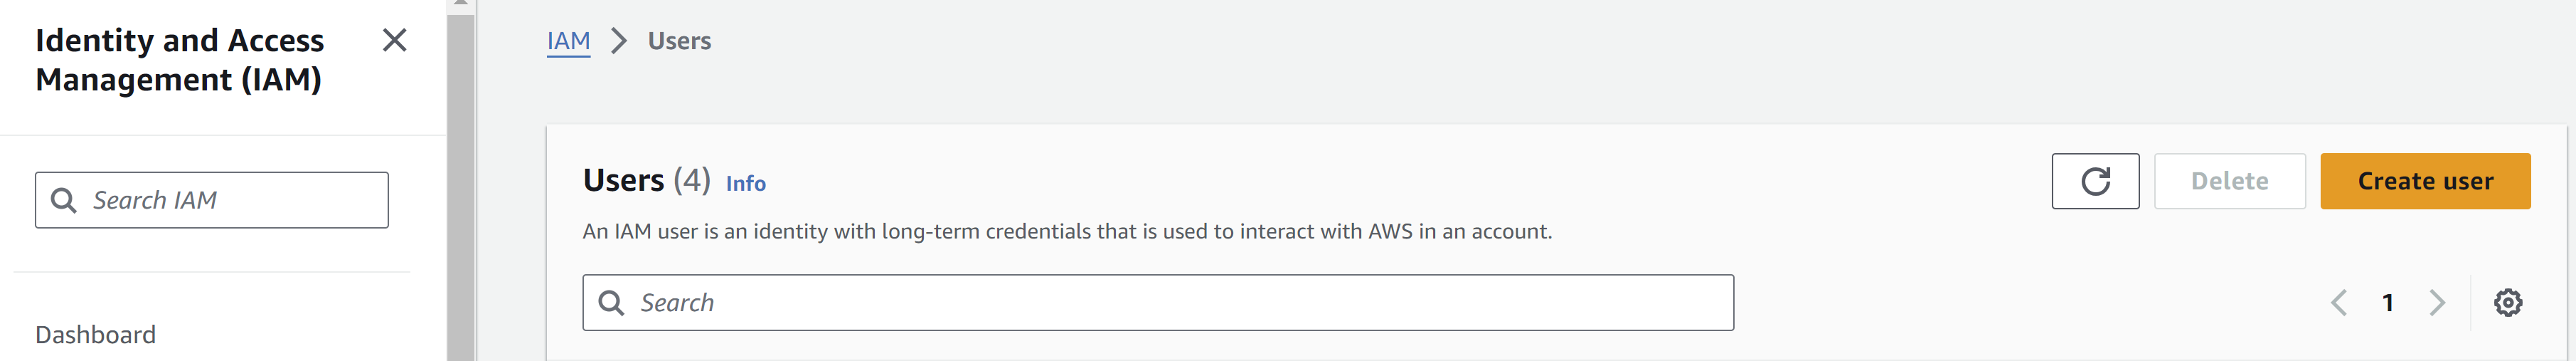 Identity and Access
Management (IAM)
Search IAM
Dashboard
IAM > Users
Users (4) Info
Delete
Create user
An IAM user is an identity with long-term credentials that is used to interact with AWS in an account.
Search
1